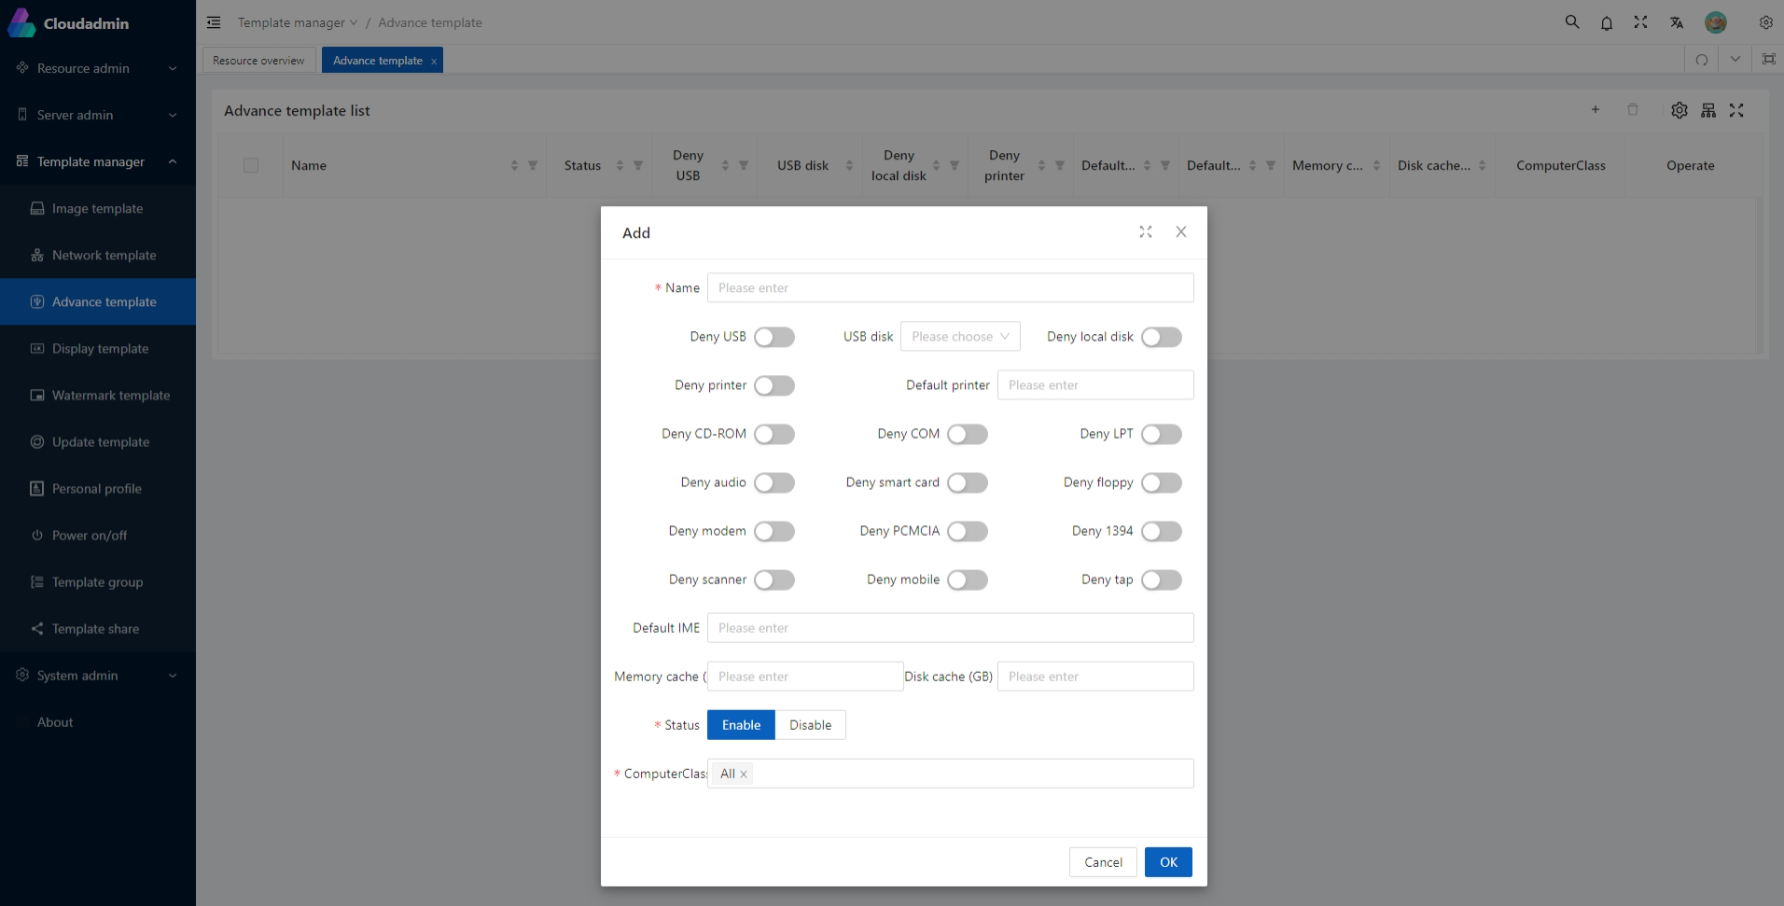 Cloudadmin
Template manager / Advance template
Resource overview
Advance template ×
Resource admin
Server admin
Template manager
Image template
Network template
Advance template
Display template
Watermark template
Update template
Personal profile
Power on/off
Template group
Template share
System admin
About
Advance template list
Name
Status
Deny
USB
USB disk
Deny
local disk
Deny
printer
Default...
Default...
Memory c...
Disk cache...
ComputerClass
Operate
Add
* Name Please enter
Deny USB USB disk Please choose Deny local disk
Deny printer Default printer Please enter
Deny CD-ROM Deny COM Deny LPT
Deny audio Deny smart card Deny floppy
Deny modem Deny PCMCIA Deny 1394
Deny scanner Deny mobile Deny tap
Default IME Please enter
Memory cache ( Please enter Disk cache (GB) Please enter
* Status Enable Disable
* ComputerClas All ×
Cancel OK